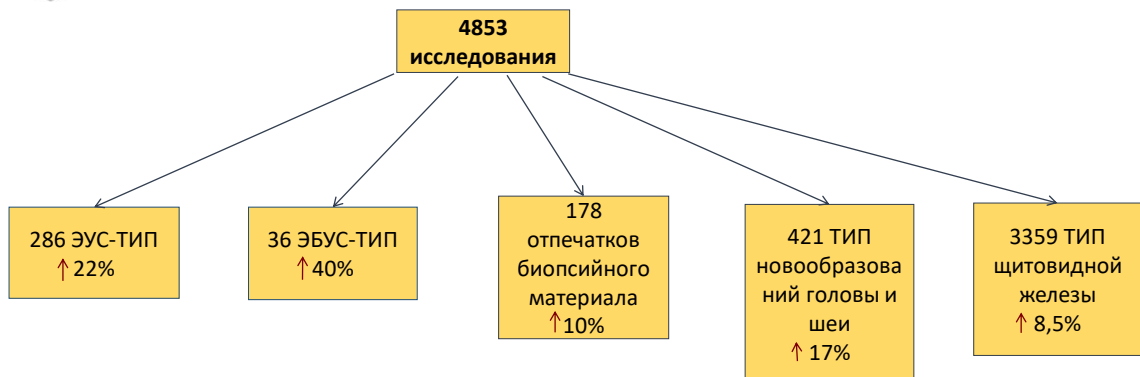 4853
исследования
286 ЭУС-ТИП
↑ 22%
36 ЭБУС-ТИП
↑ 40%
178
отпечатков
биопсийного
материала
↑ 10%
421 ТИП
новообразова
ний головы и
шеи
↑ 17%
3359 ТИП
щитовидной
железы
↑ 8,5%